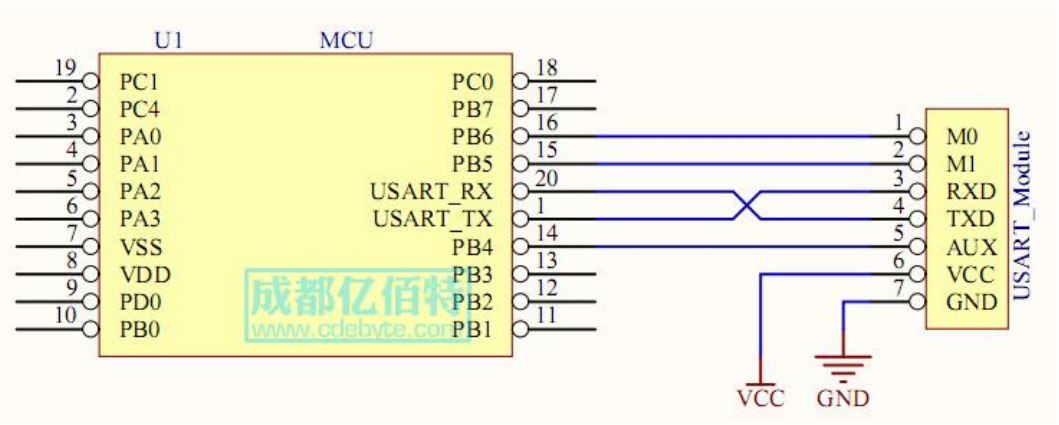 U1 MCU
19 PC1 PC0 18
2 PC4 PB7 17
3 PA0 PB6 16 1 M0
4 PA1 PB5 15 2 M1
5 PA2 USART_RX 20 3 RXD
6 PA3 USART_TX 1 4 TXD
7 VSS PB4 14 5 AUX
8 VDD PB3 13 6 VCC
9 PD0 PB2 12 7 GND
10 PB0 PB1 11
USART_Module
成都亿佰特
www.cdebyte.com
VCC GND